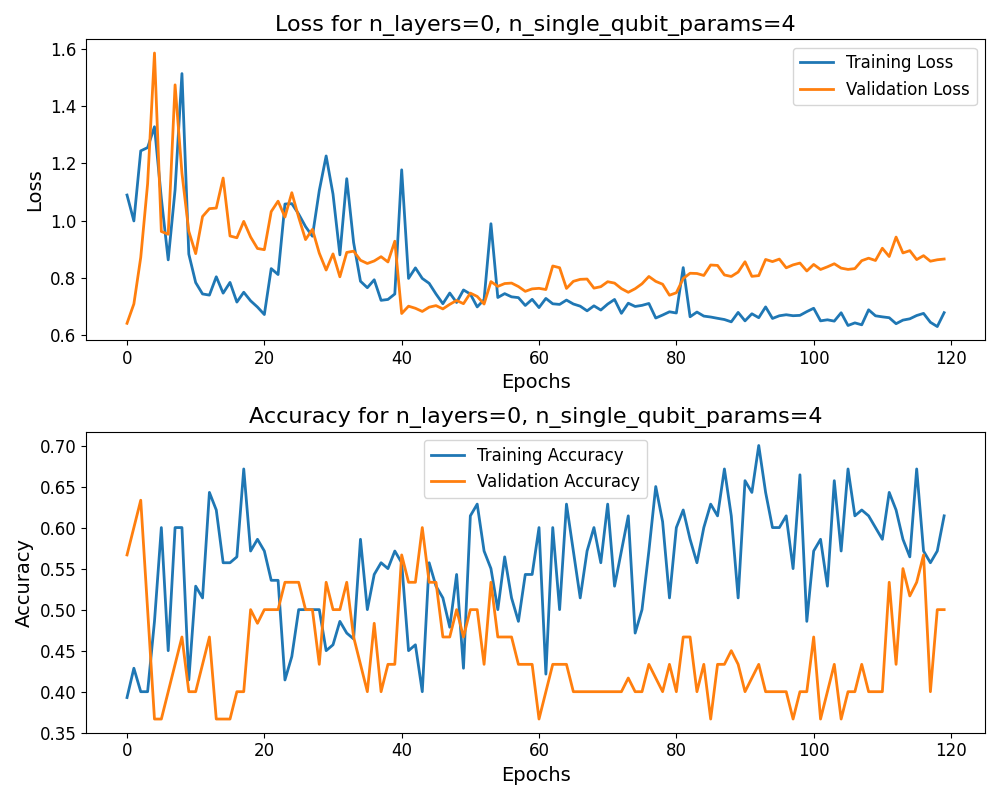 Loss for n_layers=0, n_single_qubit_params=4
1.6
1.4
1.2
1.0
0.8
0.6
Loss
Training Loss
Validation Loss
0 20 40 60 80 100 120
Epochs
Accuracy for n_layers=0, n_single_qubit_params=4
0.70
0.65
0.60
0.55
0.50
0.45
0.40
0.35
Accuracy
Training Accuracy
Validation Accuracy
0 20 40 60 80 100 120
Epochs